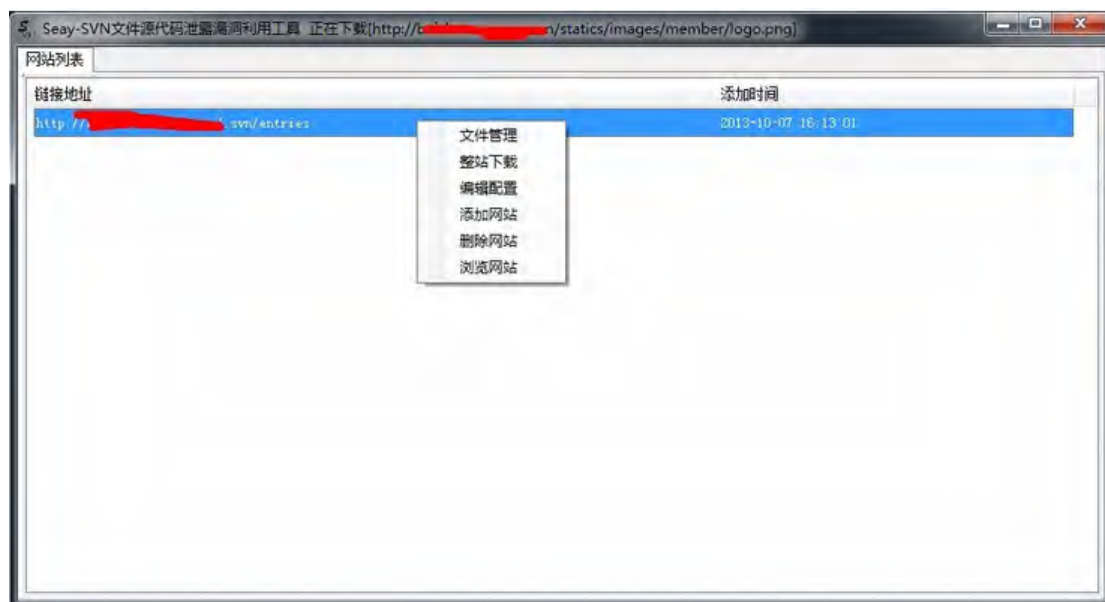 Seay-SVN文件源代码泄露漏洞利用工具 正在下载[http://b n/statics/images/member/logo.png]
网站列表
链接地址 添加时间
http:// .svn/entries 2013-10-07 16:13:01
文件管理
整站下载
编辑配置
添加网站
删除网站
浏览网站